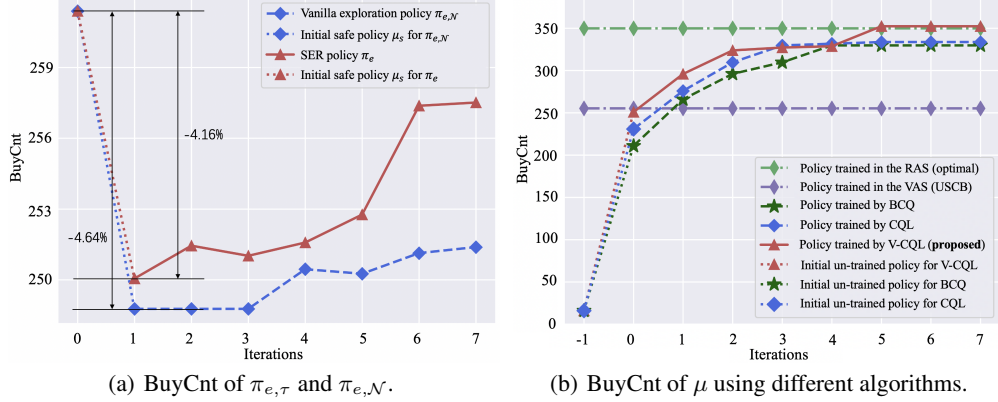 Vanilla exploration policy π_{e,𝒩}
Initial safe policy μ_s for π_{e,𝒩}
SER policy π_e
Initial safe policy μ_s for π_e
BuyCnt
259
256
253
250
-4.16%
-4.64%
0 1 2 3 4 5 6 7
Iterations
(a) BuyCnt of π_{e,τ} and π_{e,𝒩}.
BuyCnt
350
300
250
200
150
100
50
0
Policy trained in the RAS (optimal)
Policy trained in the VAS (USCB)
Policy trained by BCQ
Policy trained by CQL
Policy trained by V-CQL (proposed)
Initial un-trained policy for V-CQL
Initial un-trained policy for BCQ
Initial un-trained policy for CQL
-1 0 1 2 3 4 5 6 7
Iterations
(b) BuyCnt of μ using different algorithms.